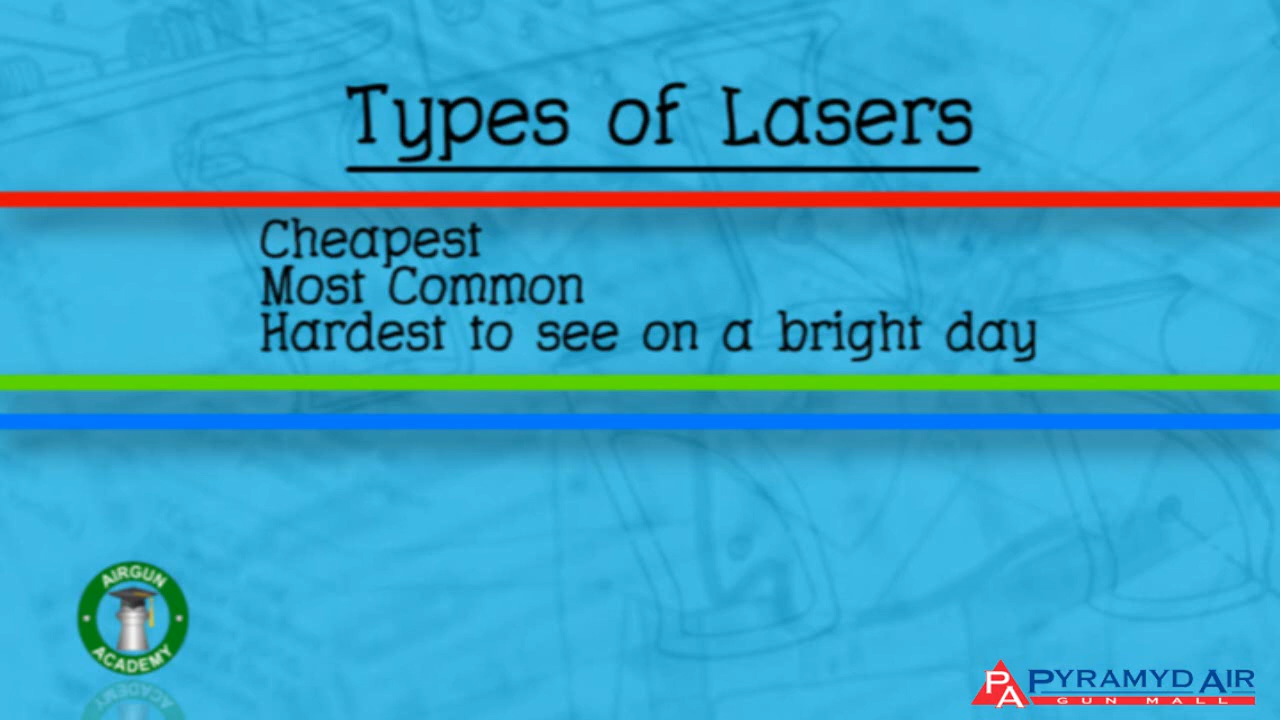 Types of Lasers
Cheapest
Most Common
Hardest to see on a bright day
AIRGUN
ACADEMY
ACADEMY
PA PYRAMYD AIR
GUN MALL